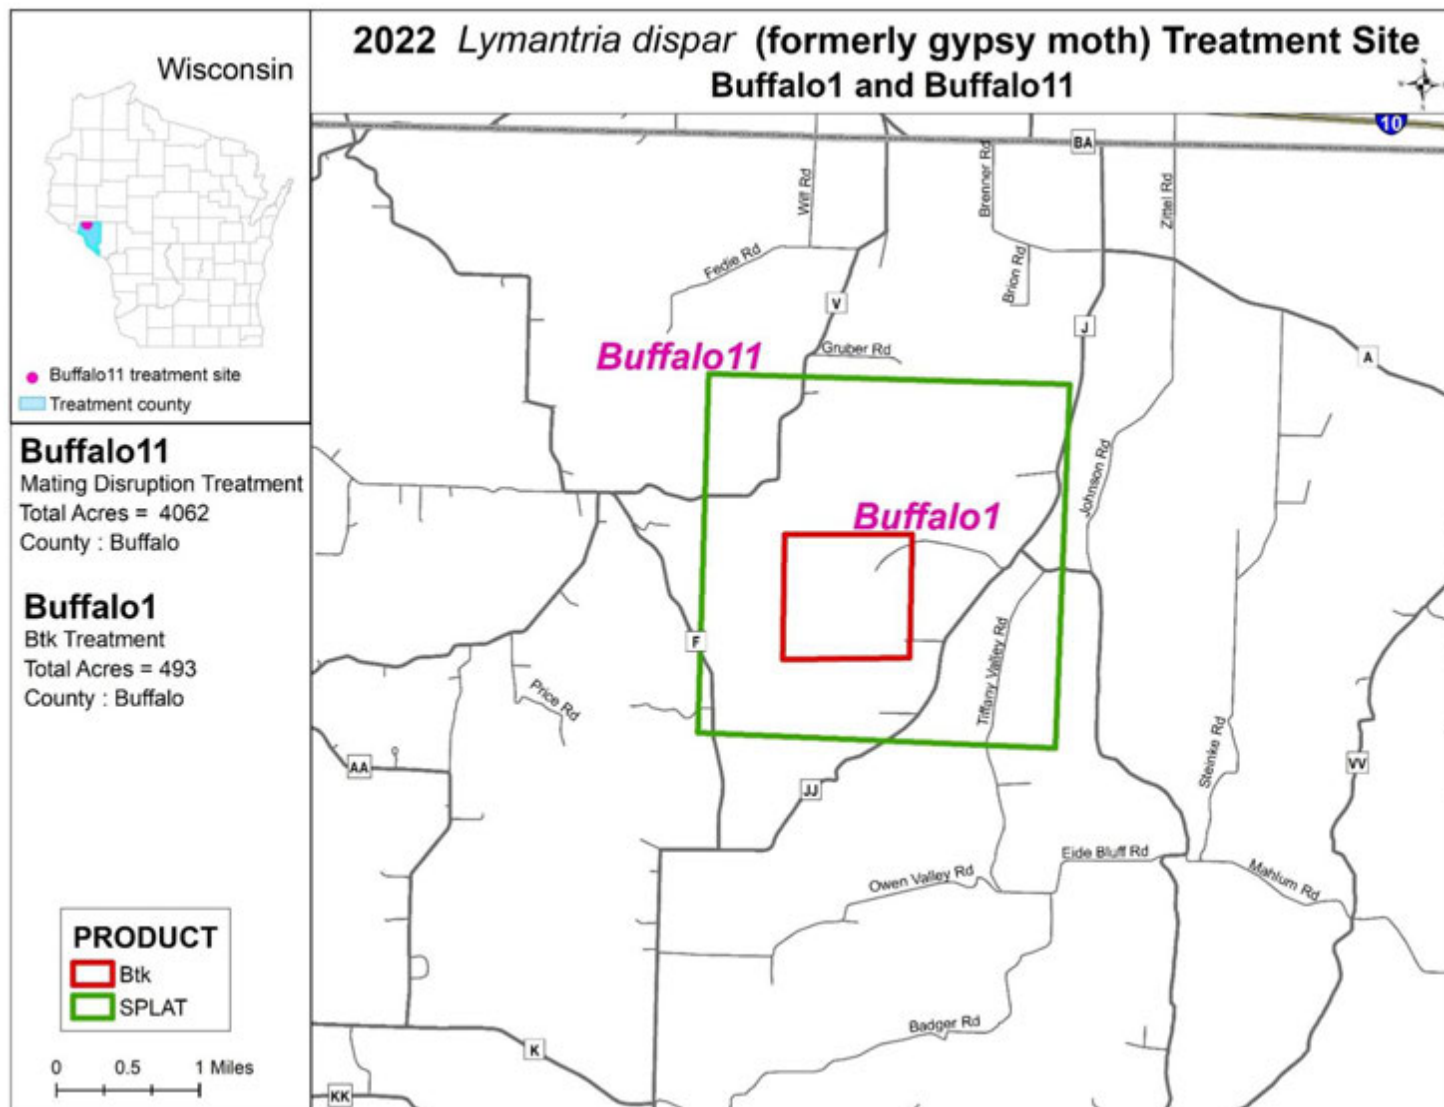 2022 Lymantria dispar (formerly gypsy moth) Treatment Site
Buffalo1 and Buffalo11
Wisconsin
Buffalo11 treatment site
Treatment county
Buffalo11
Mating Disruption Treatment
Total Acres = 4062
County : Buffalo
Buffalo1
Btk Treatment
Total Acres = 493
County : Buffalo
PRODUCT
Btk
SPLAT
0 0.5 1 Miles
10
BA
Wilf Rd
Brenner Rd
Zittel Rd
Fedie Rd
Brion Rd
V
J
Gruber Rd
A
Buffalo11
Johnson Rd
Buffalo1
F
Tiffany Valley Rd
Price Rd
Steinke Rd
AA
VV
JJ
Eide Bluff Rd
Owen Valley Rd
Mahlum Rd
Badger Rd
K
KK